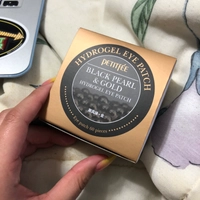 HYDROGEL EYE PATCH
PETITFÉE
BLACK PEARL
& GOLD
HYDROGEL EYE PATCH